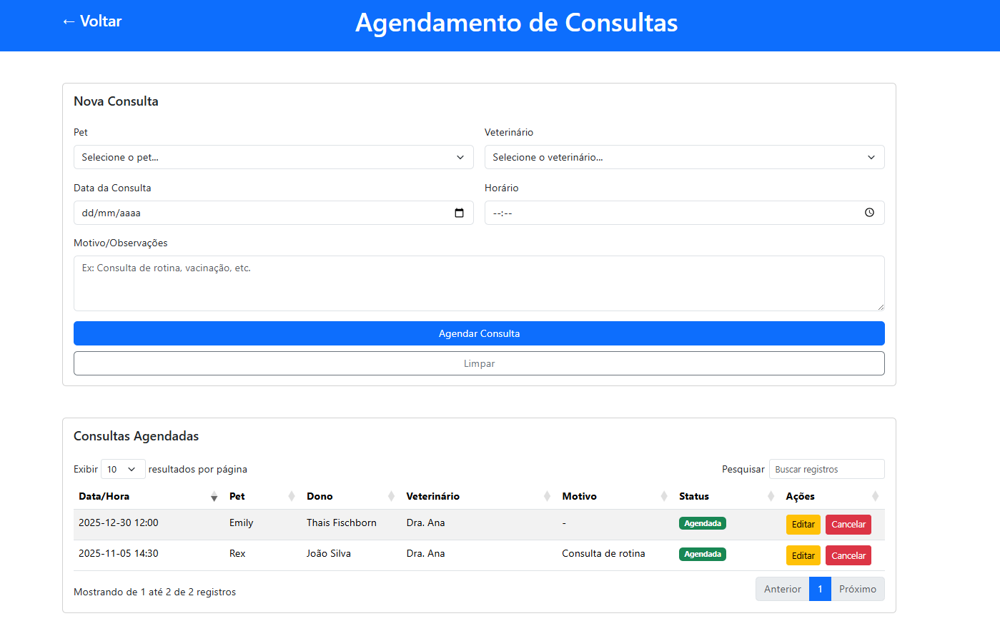 ← Voltar
Agendamento de Consultas
Nova Consulta
Pet
Veterinário
Selecione o pet...
Selecione o veterinário...
Data da Consulta
Horário
dd/mm/aaaa
--:--
Motivo/Observações
Ex: Consulta de rotina, vacinação, etc.
Agendar Consulta
Limpar
Consultas Agendadas
Exibir 10 resultados por página
Pesquisar Buscar registros
Data/Hora Pet Dono Veterinário Motivo Status Ações
2025-12-30 12:00 Emily Thais Fischborn Dra. Ana - Agendada Editar Cancelar
2025-11-05 14:30 Rex João Silva Dra. Ana Consulta de rotina Agendada Editar Cancelar
Mostrando de 1 até 2 de 2 registros
Anterior 1 Próximo